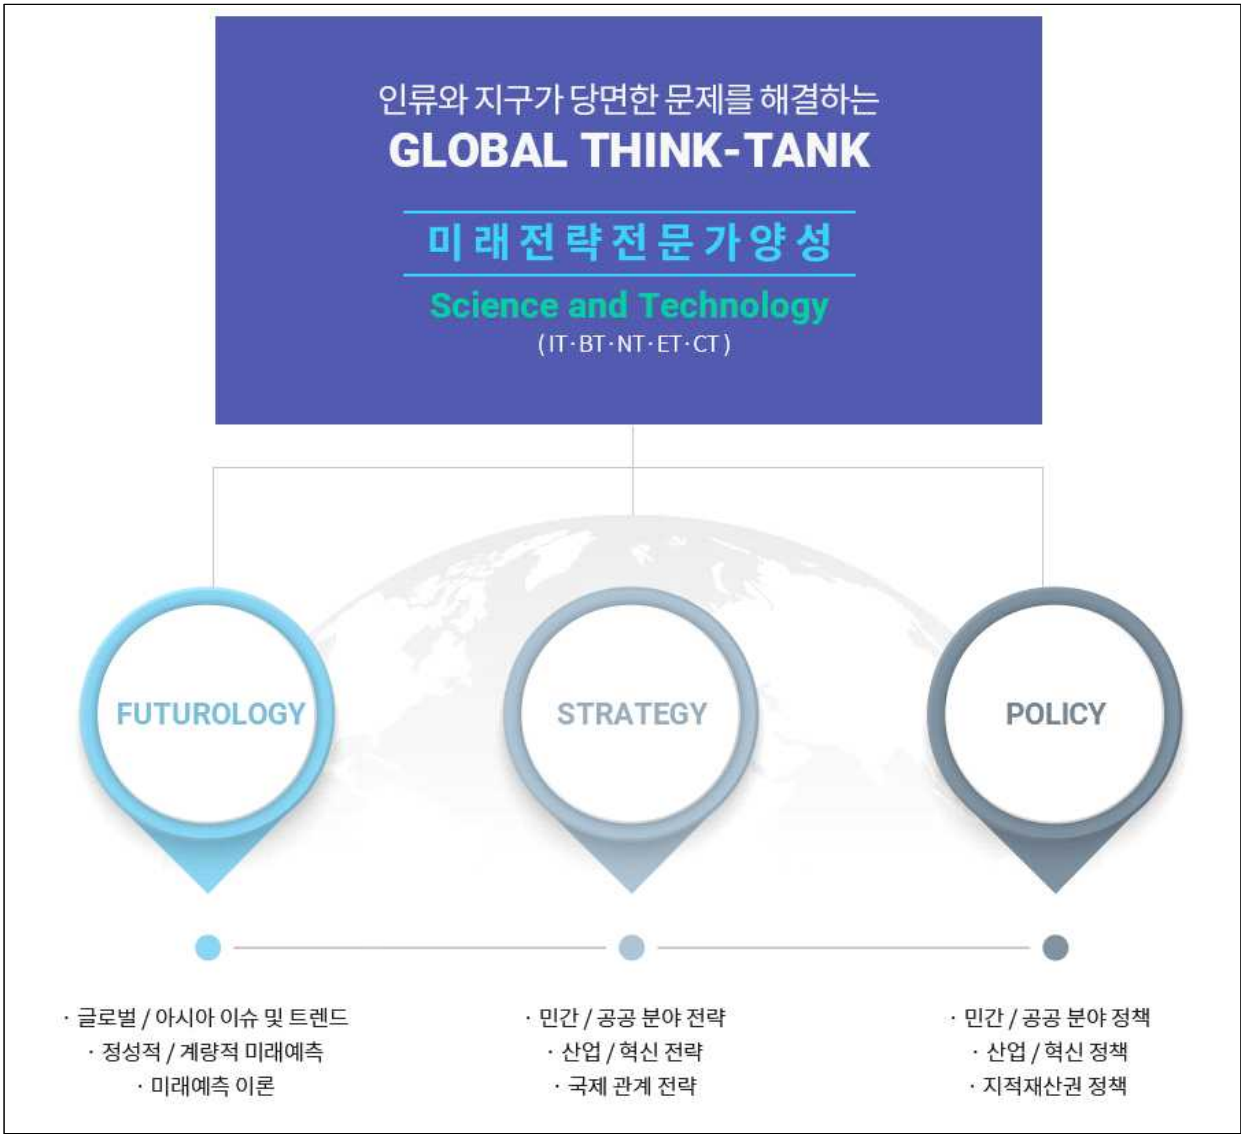 인류와 지구가 당면한 문제를 해결하는
GLOBAL THINK-TANK
미래전략전문가양성
Science and Technology
(IT·BT·NT·ET·CT)
FUTUROLOGY
STRATEGY
POLICY
· 글로벌 / 아시아 이슈 및 트렌드
· 정성적 / 계량적 미래예측
· 미래예측 이론
· 민간 / 공공 분야 전략
· 산업 / 혁신 전략
· 국제 관계 전략
· 민간 / 공공 분야 정책
· 산업 / 혁신 정책
· 지적재산권 정책